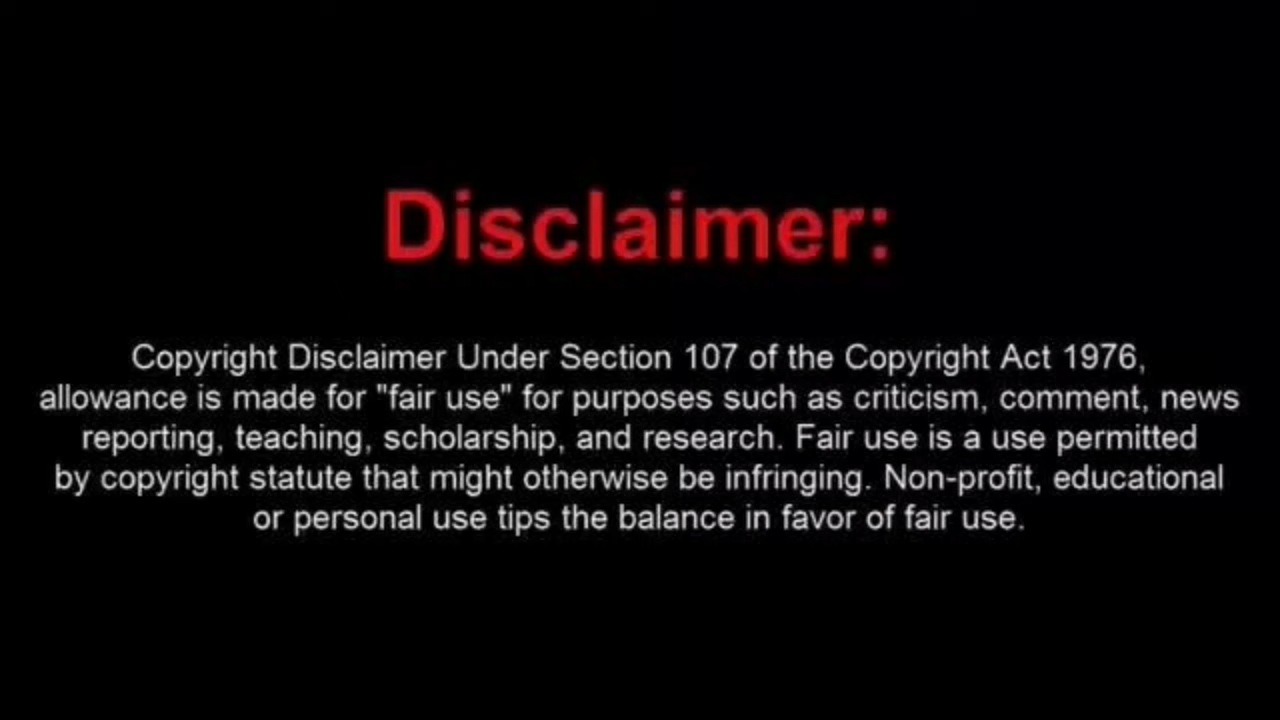 Disclaimer:
Copyright Disclaimer Under Section 107 of the Copyright Act 1976,
allowance is made for "fair use" for purposes such as criticism, comment, news
reporting, teaching, scholarship, and research. Fair use is a use permitted
by copyright statute that might otherwise be infringing. Non-profit, educational
or personal use tips the balance in favor of fair use.